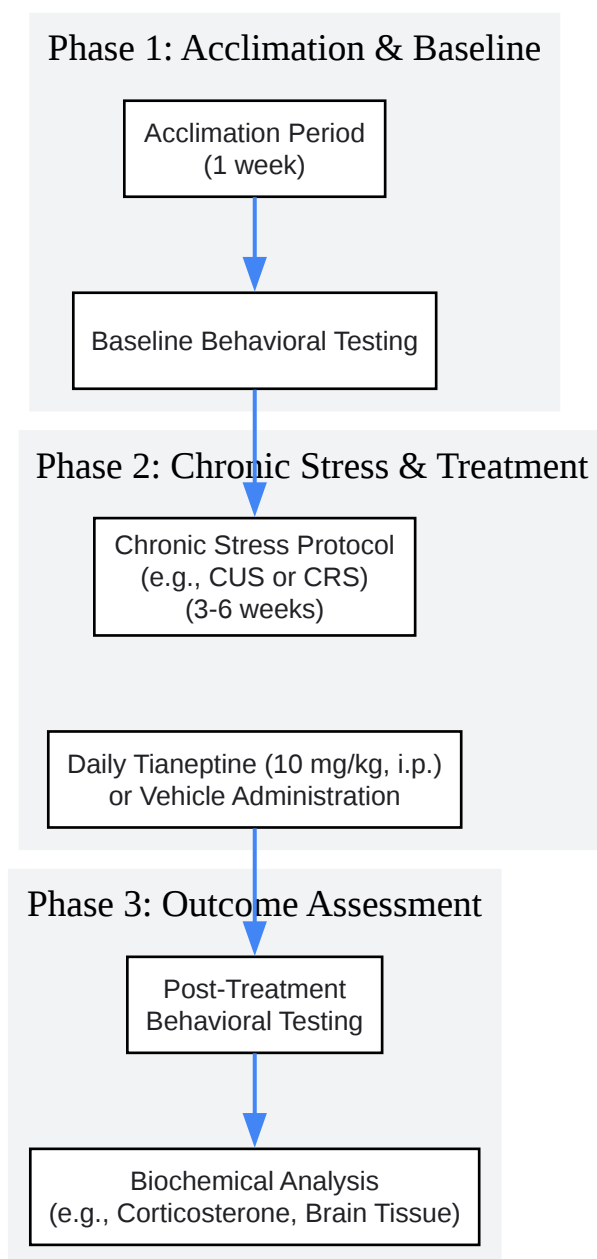 Phase 1: Acclimation & Baseline
Acclimation Period
(1 week)
Baseline Behavioral Testing
Phase 2: Chronic Stress & Treatment
Chronic Stress Protocol
(e.g., CUS or CRS)
(3-6 weeks)
Daily Tianeptine (10 mg/kg, i.p.)
or Vehicle Administration
Phase 3: Outcome Assessment
Post-Treatment
Behavioral Testing
Biochemical Analysis
(e.g., Corticosterone, Brain Tissue)